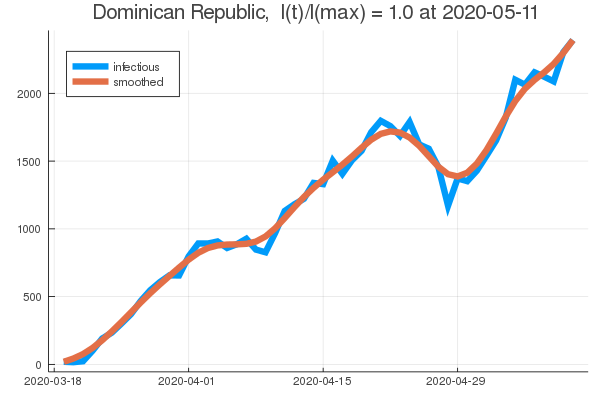 Dominican Republic,  I(t)/I(max) = 1.0 at 2020-05-11
infectious
smoothed
2000
1500
1000
500
0
2020-03-18 2020-04-01 2020-04-15 2020-04-29